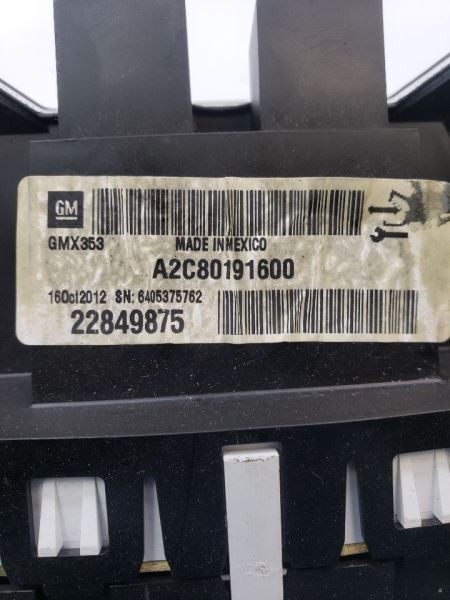 GM
GMX353
MADE IN MEXICO
A2C80191600
16Oct2012 SN: 6405375762
22849875